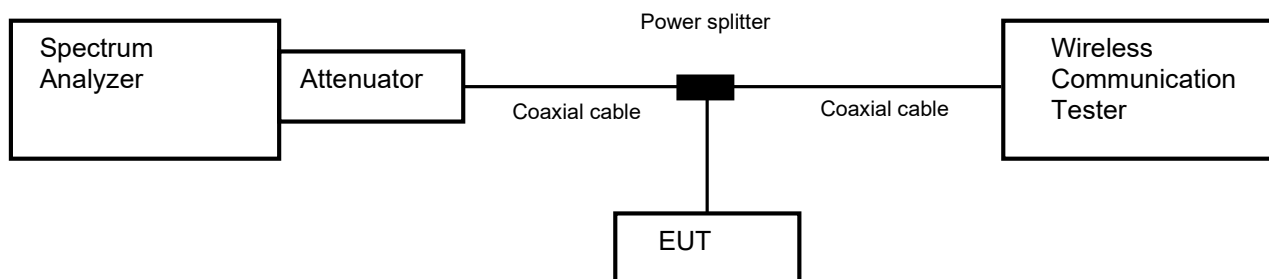 Power splitter
Spectrum
Analyzer
Attenuator
Wireless
Communication
Tester
Coaxial cable
Coaxial cable
EUT